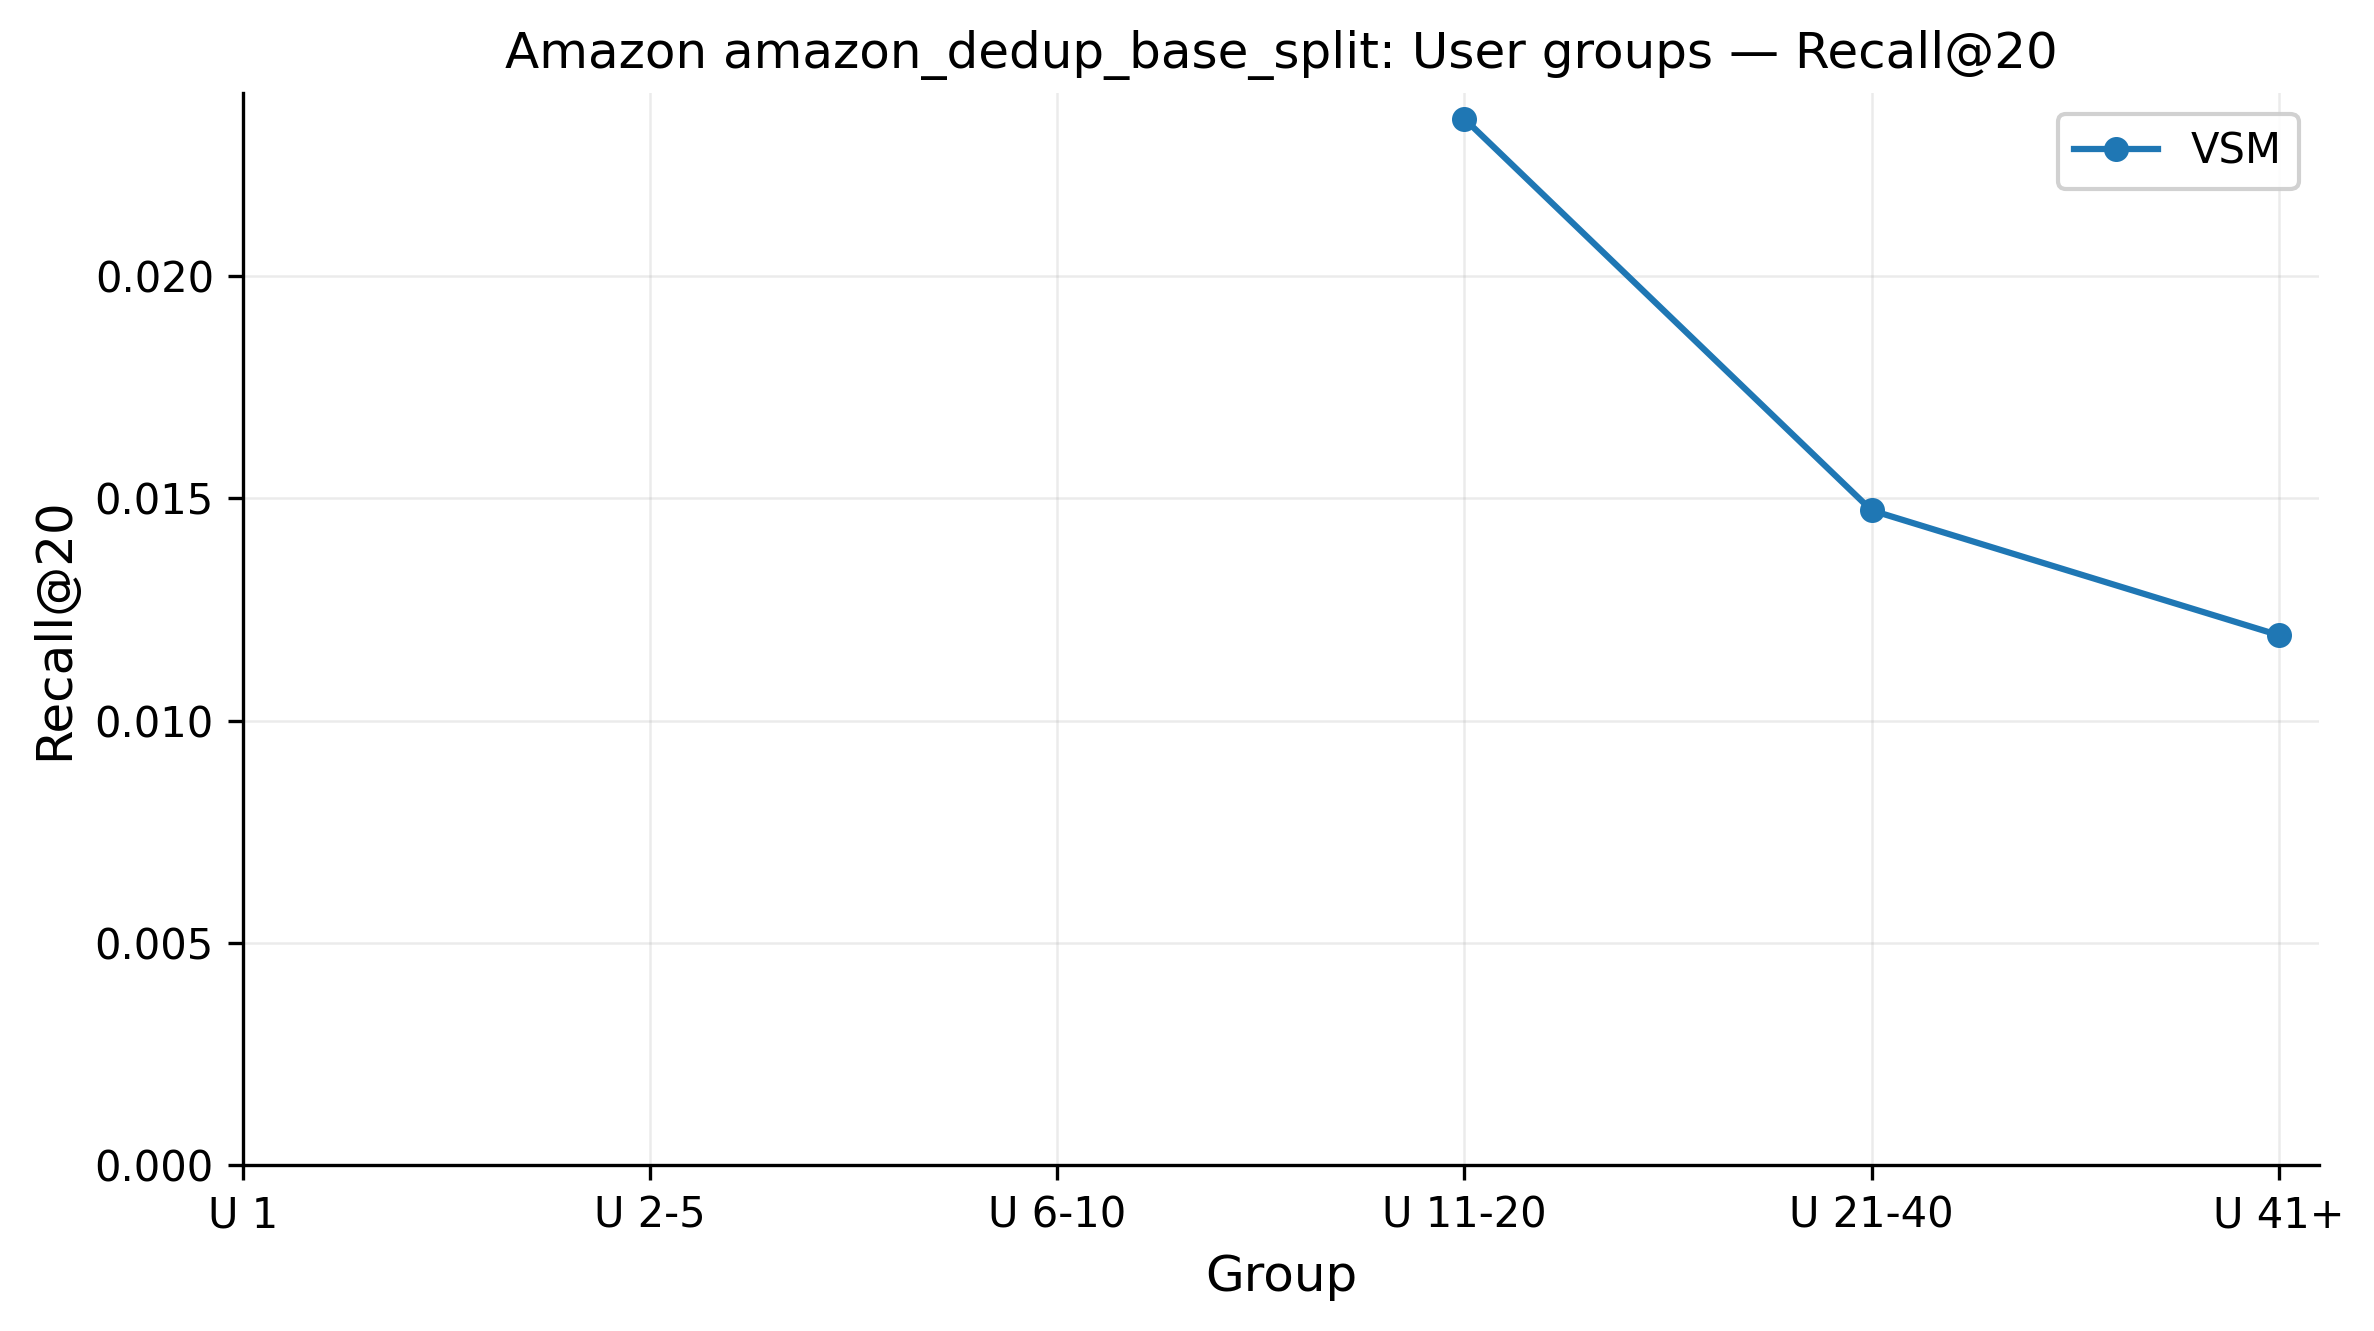 Amazon amazon_dedup_base_split: User groups — Recall@20
VSM
Recall@20
0.020
0.015
0.010
0.005
0.000
U 1 U 2-5 U 6-10 U 11-20 U 21-40 U 41+
Group